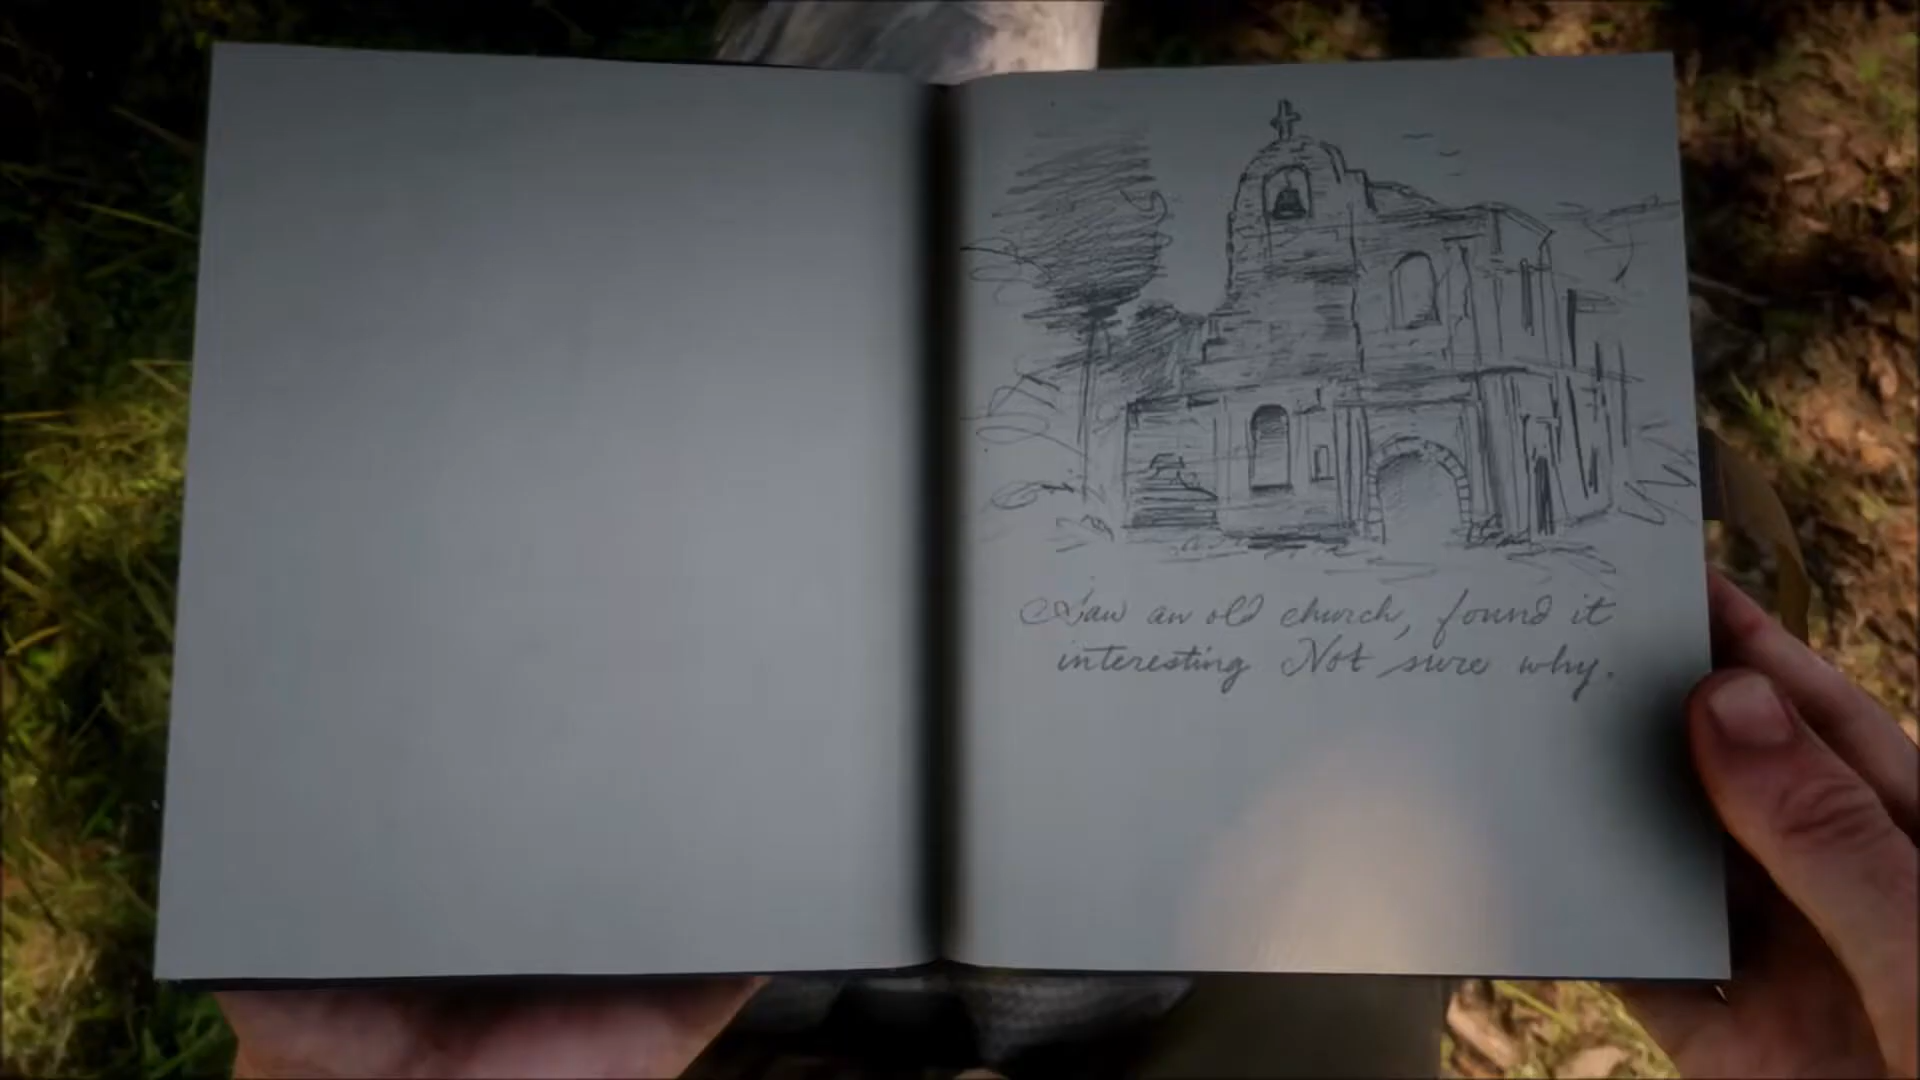 Saw an old church, found it
interesting Not sure why.